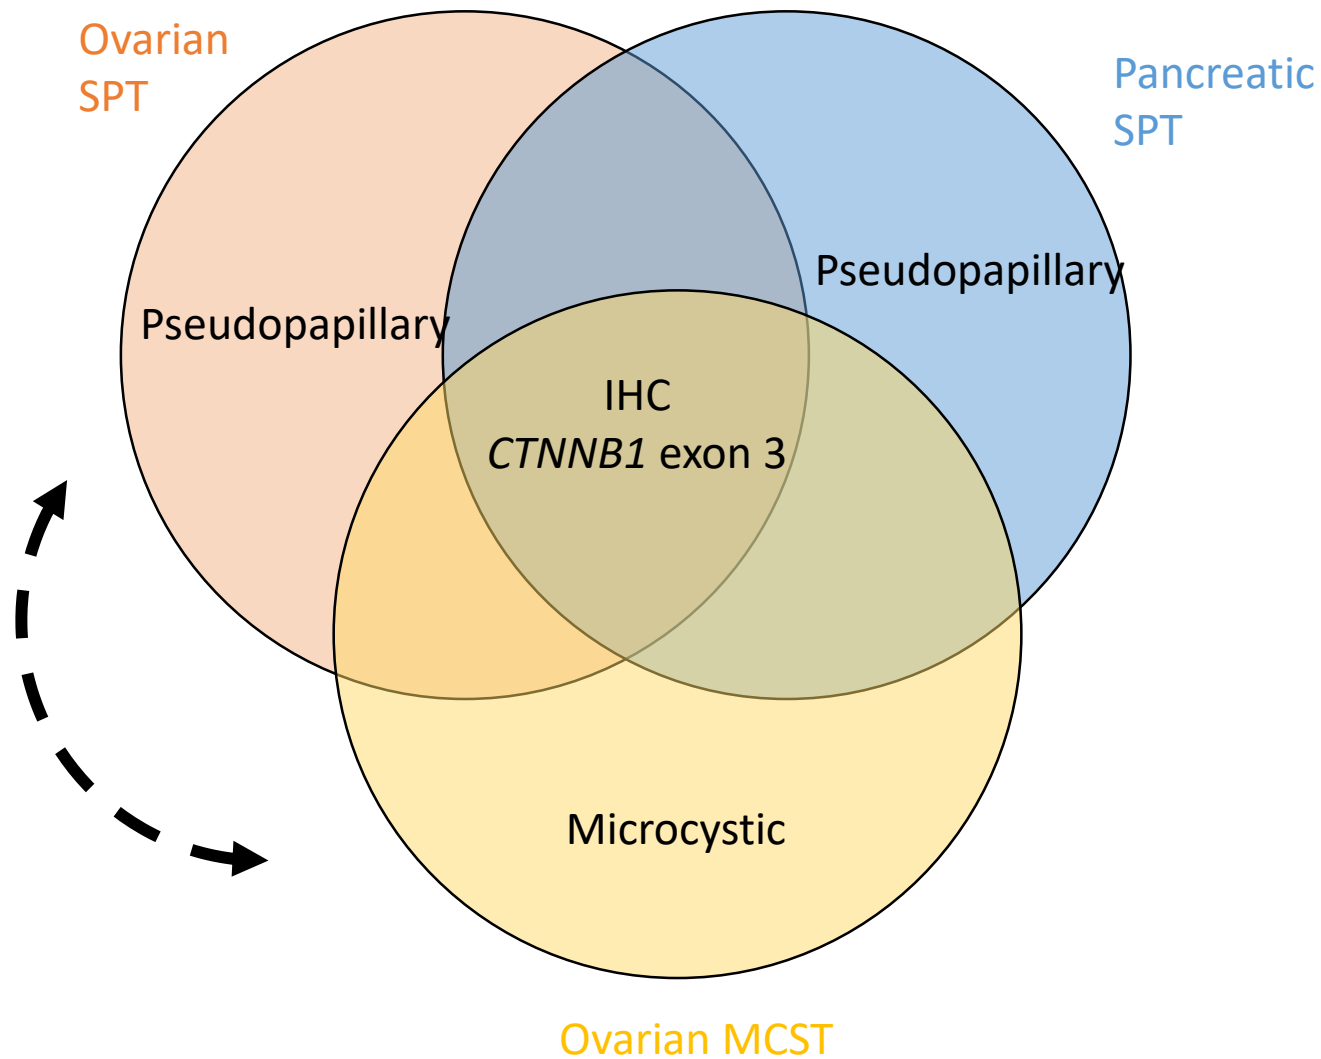 Ovarian
SPT
Pancreatic
SPT
Pseudopapillary
Pseudopapillary
IHC
CTNNB1 exon 3
Microcystic
Ovarian MCST